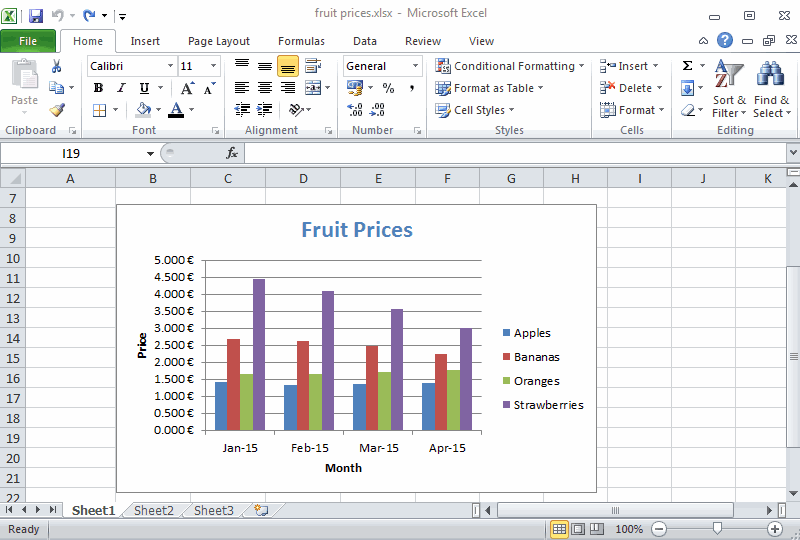 fruit prices.xlsx - Microsoft Excel
File Home Insert Page Layout Formulas Data Review View
Paste
Calibri 11
General
Conditional Formatting
Format as Table
Cell Styles
Insert
Delete
Format
Σ
Sort & Filter
Find & Select
B I U A A
A
% ,
Clipboard Font Alignment Number Styles Cells Editing
I19 fx
A B C D E F G H I J K
7
8
9
10
11
12
13
14
15
16
17
18
19
20
21
22
Fruit Prices
5.000 €
4.500 €
4.000 €
3.500 €
3.000 €
2.500 €
2.000 €
1.500 €
1.000 €
0.500 €
0.000 €
Price
Jan-15 Feb-15 Mar-15 Apr-15
Month
Apples
Bananas
Oranges
Strawberries
Sheet1 Sheet2 Sheet3
Ready 100%